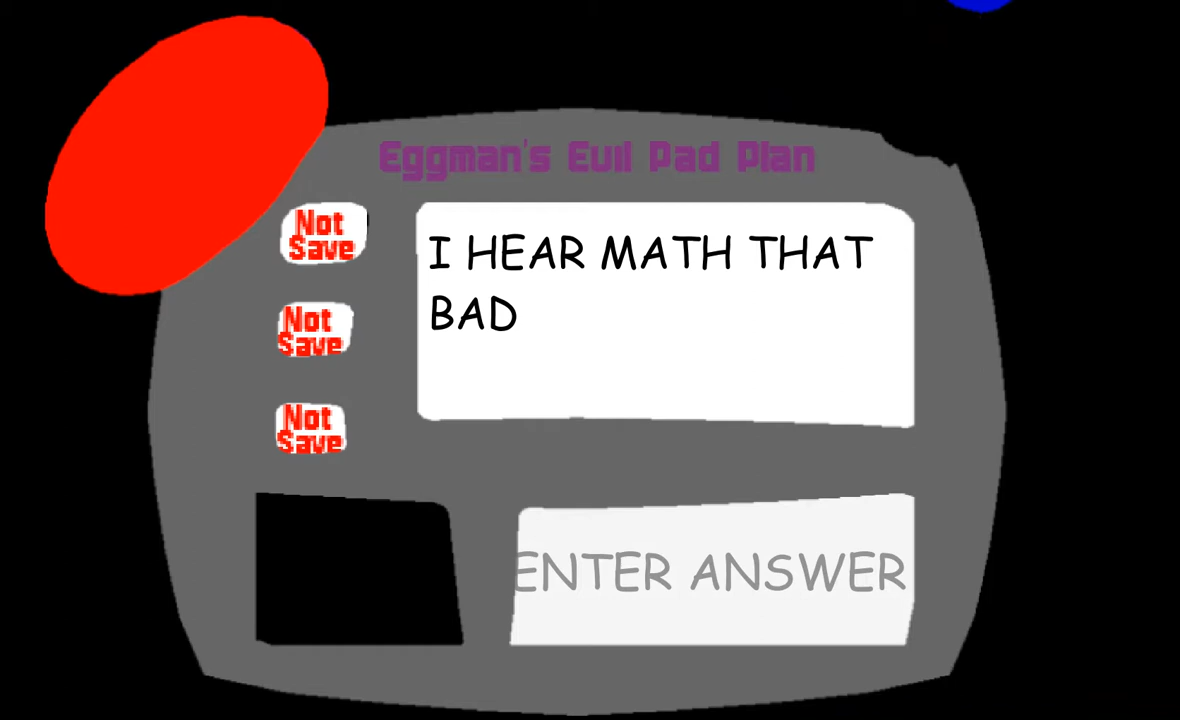 Eggman's Evil Pad Plan
Not
Save
I HEAR MATH THAT
BAD
Not
Save
Not
Save
ENTER ANSWER